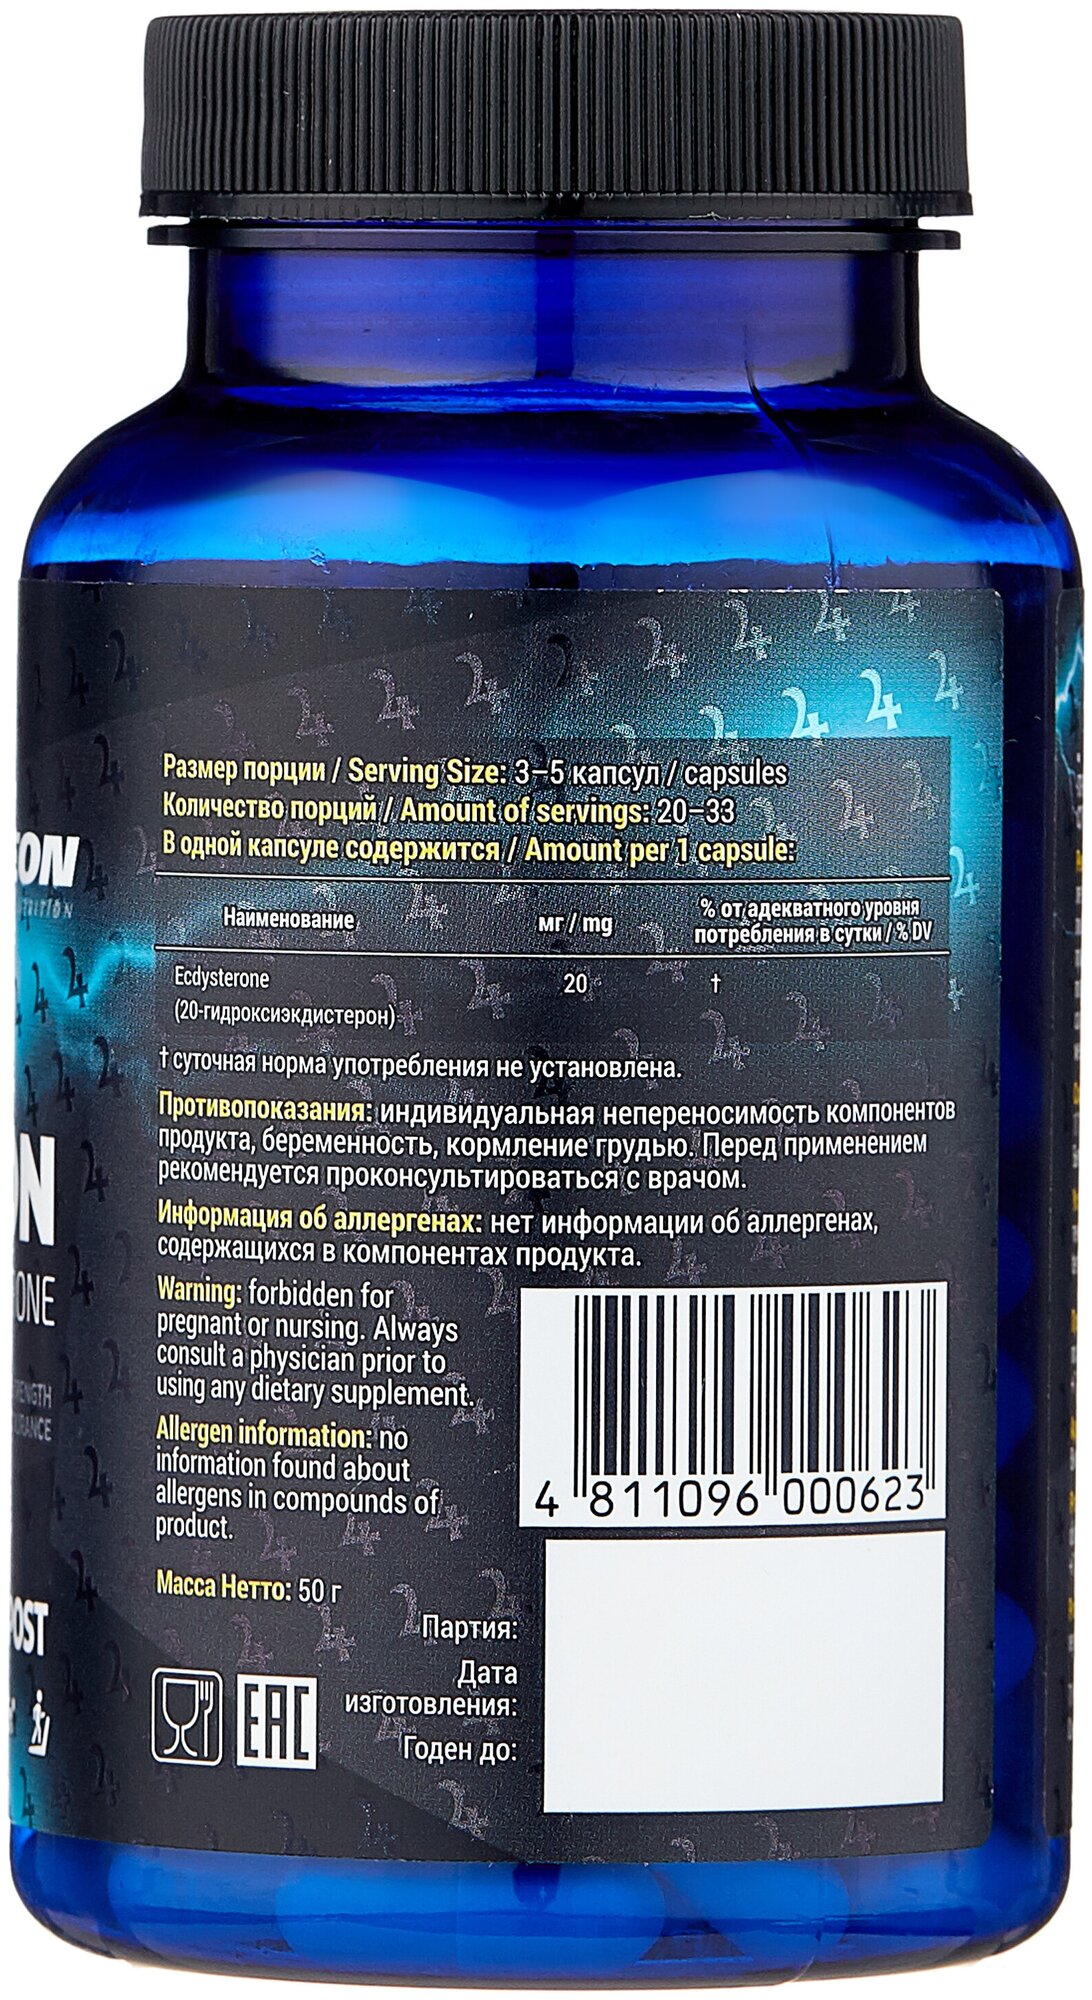 Размер порции / Serving Size: 3–5 капсул / capsules
Количество порций / Amount of servings: 20–33
В одной капсуле содержится / Amount per 1 capsule:
Наименование мг / mg % от адекватного уровня
потребления в сутки / % DV
Ecdysterone 20 †
(20-гидроксиэкдистерон)
† суточная норма употребления не установлена.
Противопоказания: индивидуальная непереносимость компонентов
продукта, беременность, кормление грудью. Перед применением
рекомендуется проконсультироваться с врачом.
Информация об аллергенах: нет информации об аллергенах,
содержащихся в компонентах продукта.
Warning: forbidden for
pregnant or nursing. Always
consult a physician prior to
using any dietary supplement.
Allergen information: no
information found about
allergens in compounds of
product.
4 811096 000623
Масса Нетто: 50 г
Партия:
Дата
изготовления:
Годен до:
EAC
EON
ON
ONE
POST